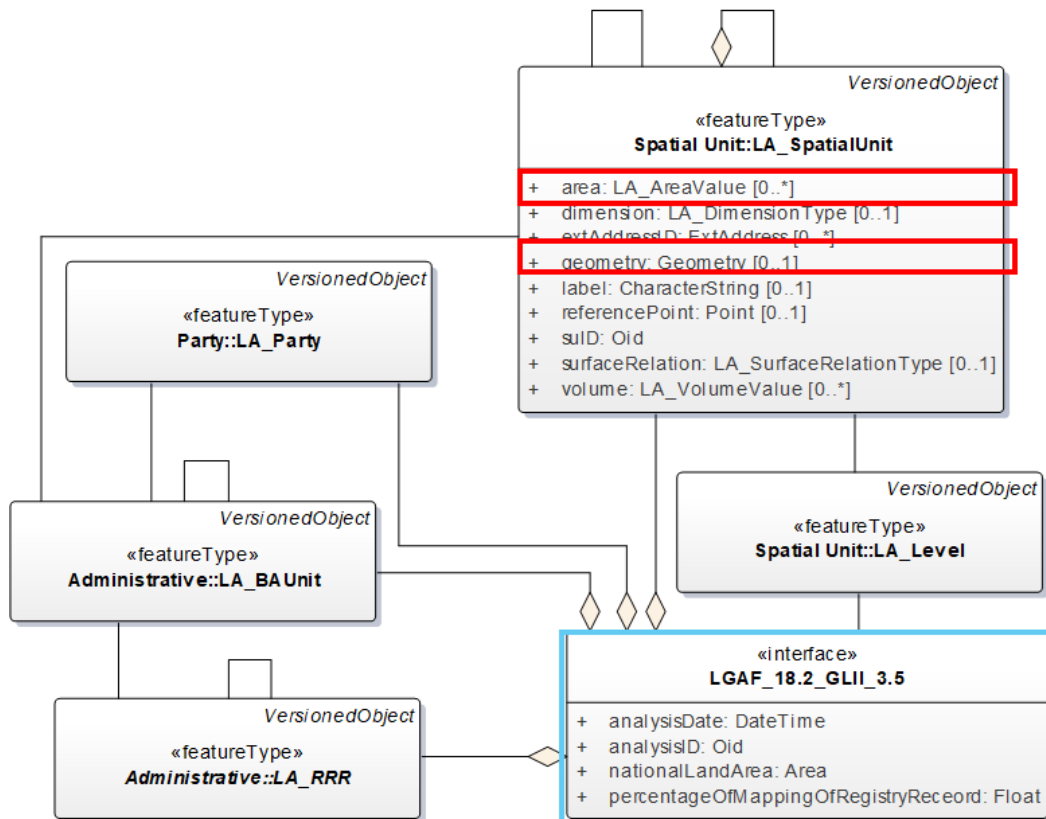 VersionedObject
«featureType»
Spatial Unit::LA_SpatialUnit
+ area: LA_AreaValue [0..*]
+ dimension: LA_DimensionType [0..1]
+ extAddressID: ExtAddress [0..*]
+ geometry: Geometry [0..1]
+ label: CharacterString [0..1]
+ referencePoint: Point [0..1]
+ suID: Oid
+ surfaceRelation: LA_SurfaceRelationType [0..1]
+ volume: LA_VolumeValue [0..*]
VersionedObject
«featureType»
Party::LA_Party
VersionedObject
«featureType»
Spatial Unit::LA_Level
VersionedObject
«featureType»
Administrative::LA_BAUnit
«interface»
LGAF_18.2_GLII_3.5
+ analysisDate: DateTime
+ analysisID: Oid
+ nationalLandArea: Area
+ percentageOfMappingOfRegistryReceord: Float
VersionedObject
«featureType»
Administrative::LA_RRR